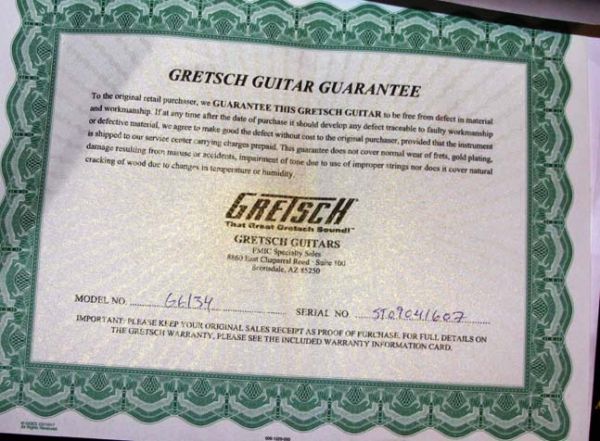 GRETSCH GUITAR GUARANTEE
To the original retail purchaser, we GUARANTEE THIS GRETSCH GUITAR to be free from defect in material
and workmanship. If at any time after the date of purchase it should develop any defect traceable to faulty workmanship
or defective material, we agree to make good the defect without cost to the original purchaser, provided that the instrument
is shipped to our service center carrying charges prepaid. This guarantee does not cover normal wear of frets, gold plating,
damage resulting from misuse or accidents, impairment of tone due to use of improper strings nor does it cover natural
cracking of wood due to changes in temperature or humidity.
GRETSCH
That Great Gretsch Sound!™
GRETSCH GUITARS
FMIC Specialty Sales
8860 East Chaparral Road - Suite 100
Scottsdale, AZ 85250
MODEL NO. G6134 SERIAL NO. JT09041607
IMPORTANT: PLEASE KEEP YOUR ORIGINAL SALES RECEIPT AS PROOF OF PURCHASE. FOR FULL DETAILS ON
THE GRETSCH WARRANTY, PLEASE SEE THE INCLUDED WARRANTY INFORMATION CARD.
All Rights Reserved